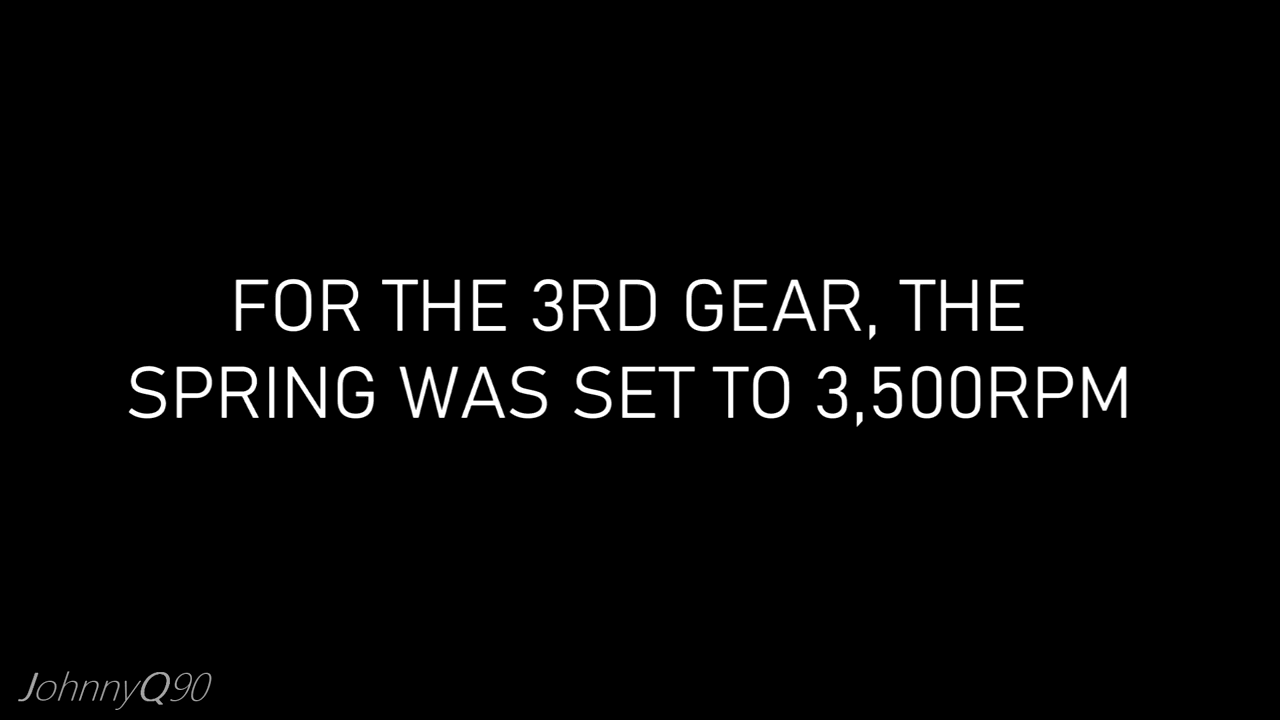 FOR THE 3RD GEAR, THE
SPRING WAS SET TO 3,500RPM
JohnnyQ90